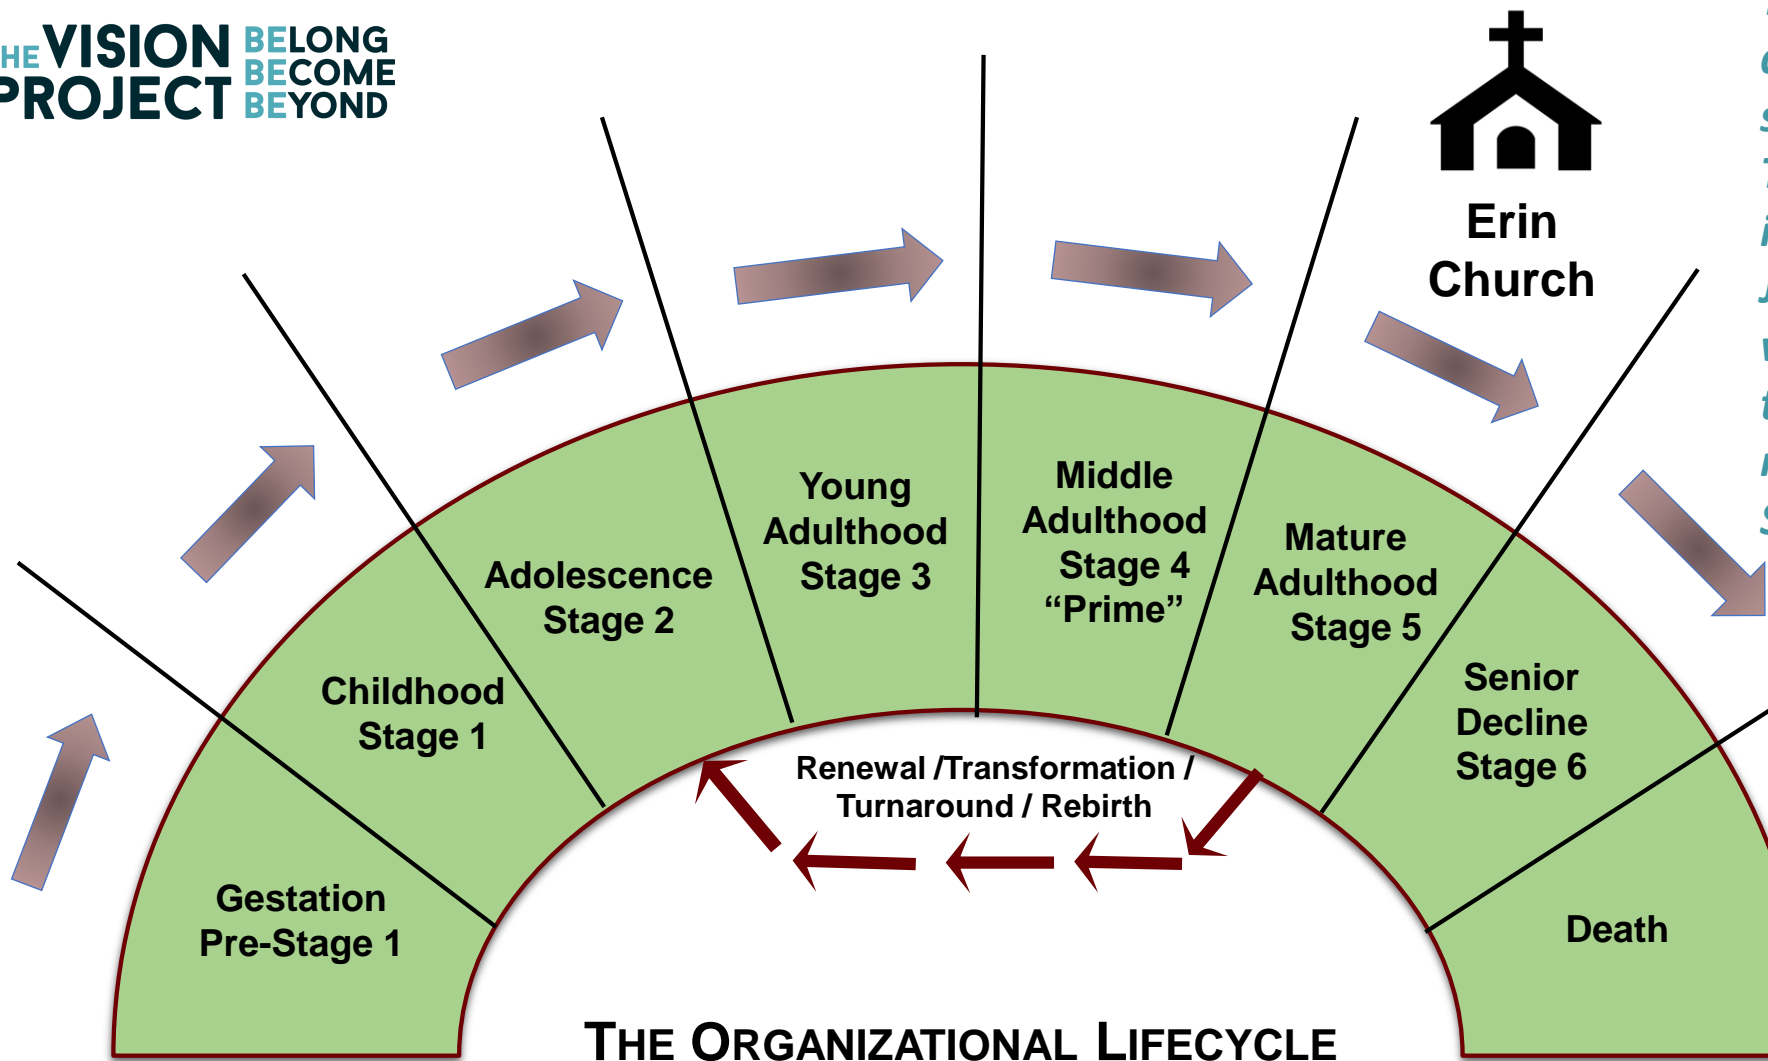 HE VISION BELONG
PROJECT BECOME
BEYOND
Erin
Church
Young
Adulthood
Stage 3
Middle
Adulthood
Stage 4
“Prime”
Mature
Adulthood
Stage 5
Adolescence
Stage 2
Childhood
Stage 1
Senior
Decline
Stage 6
Renewal /Transformation /
Turnaround / Rebirth
Gestation
Pre-Stage 1
Death
THE ORGANIZATIONAL LIFECYCLE